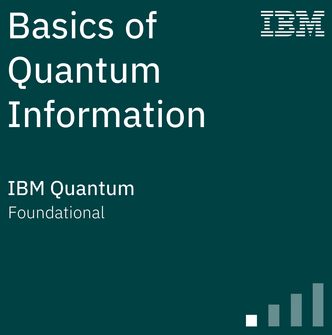 Basics of
IBM
Quantum
Information
IBM Quantum
Foundational